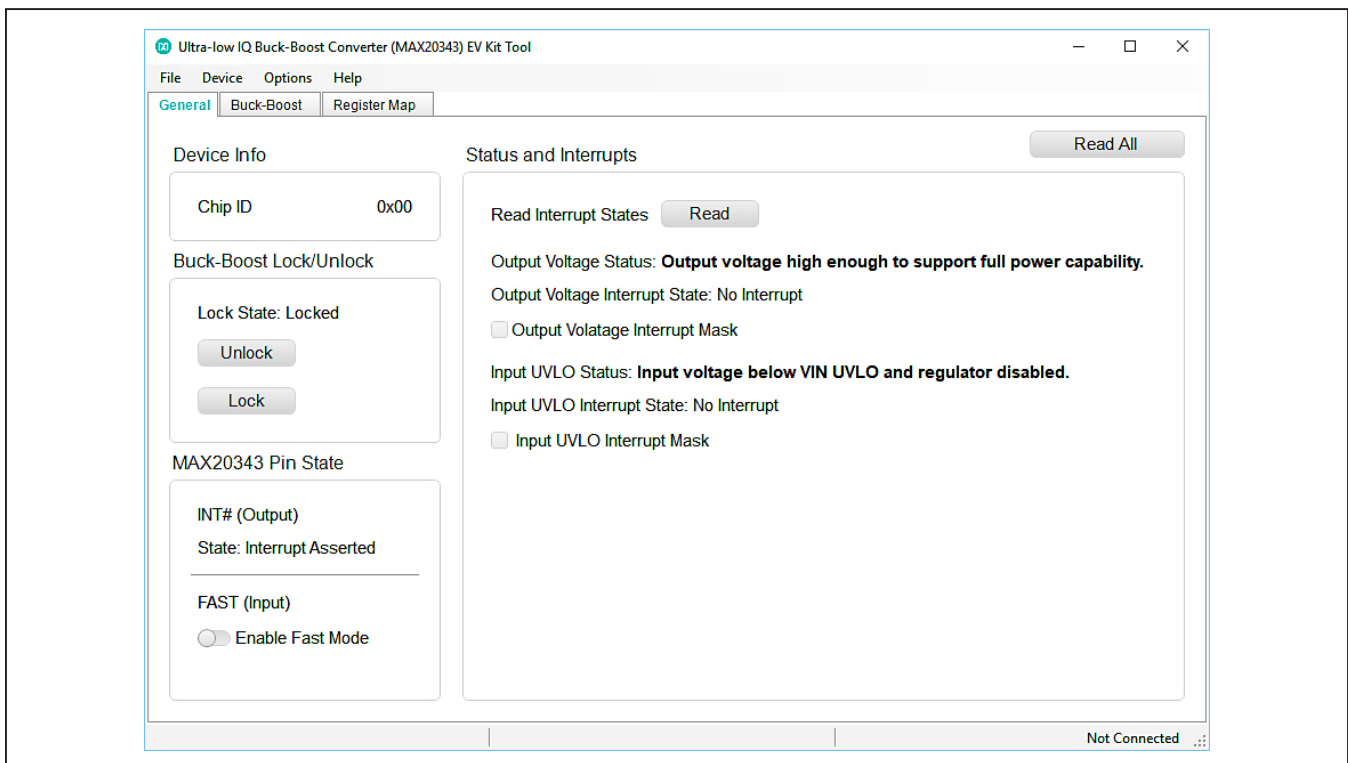 Ultra-low IQ Buck-Boost Converter (MAX20343) EV Kit Tool
File Device Options Help
General Buck-Boost Register Map
Read All
Device Info
Chip ID 0x00
Buck-Boost Lock/Unlock
Lock State: Locked
Unlock
Lock
MAX20343 Pin State
INT# (Output)
State: Interrupt Asserted
FAST (Input)
Enable Fast Mode
Status and Interrupts
Read Interrupt States Read
Output Voltage Status: Output voltage high enough to support full power capability.
Output Voltage Interrupt State: No Interrupt
Output Volatage Interrupt Mask
Input UVLO Status: Input voltage below VIN UVLO and regulator disabled.
Input UVLO Interrupt State: No Interrupt
Input UVLO Interrupt Mask
Not Connected